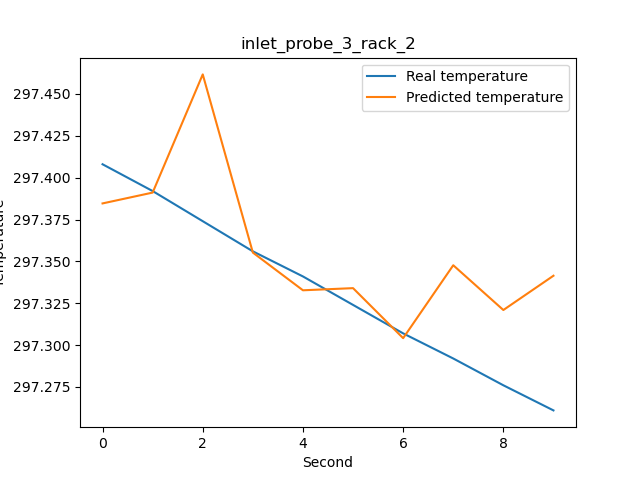 inlet_probe_3_rack_2
Real temperature
Predicted temperature
297.450
297.425
297.400
297.375
297.350
297.325
297.300
297.275
Temperature
0 2 4 6 8
Second